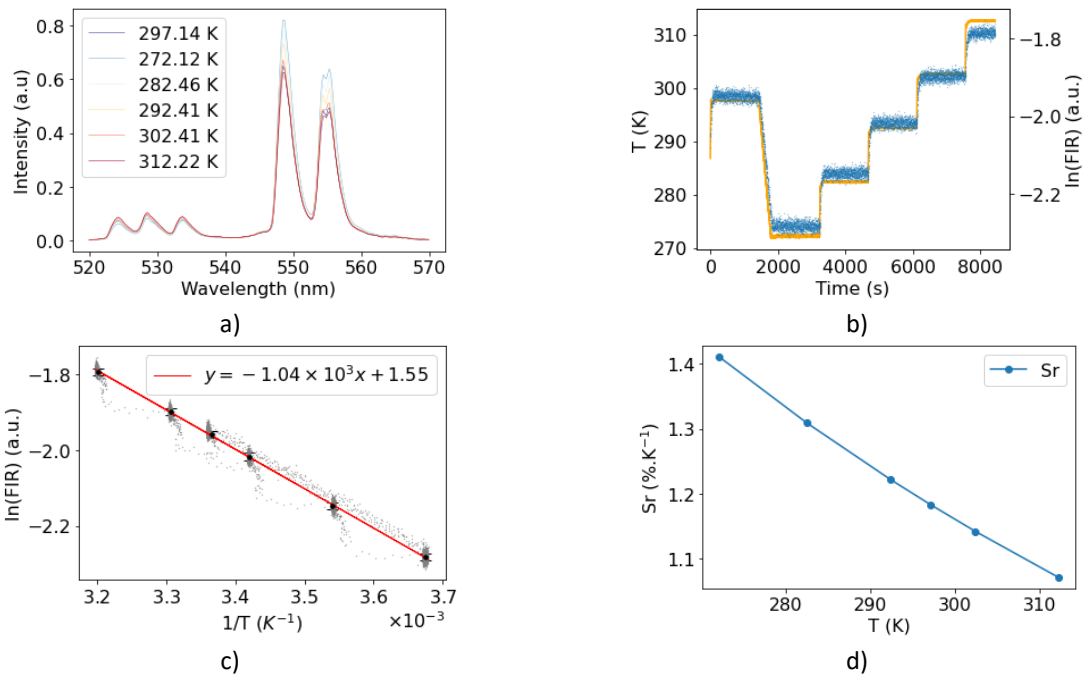 0.8
0.6
0.4
0.2
0.0
Intensity (a.u)
297.14 K
272.12 K
282.46 K
292.41 K
302.41 K
312.22 K
520 530 540 550 560 570
Wavelength (nm)
a)
310
300
290
280
270
T (K)
−1.8
−1.9
−2.0
−2.1
−2.2
ln(FIR) (a.u.)
0 2000 4000 6000 8000
Time (s)
b)
−1.8
−2.0
−2.2
ln(FIR) (a.u.)
y = −1.04 × 10³x + 1.55
3.2 3.3 3.4 3.5 3.6 3.7
×10⁻³
1/T (K⁻¹)
c)
1.4
1.3
1.2
1.1
Sr (%.K⁻¹)
Sr
280 290 300 310
T (K)
d)